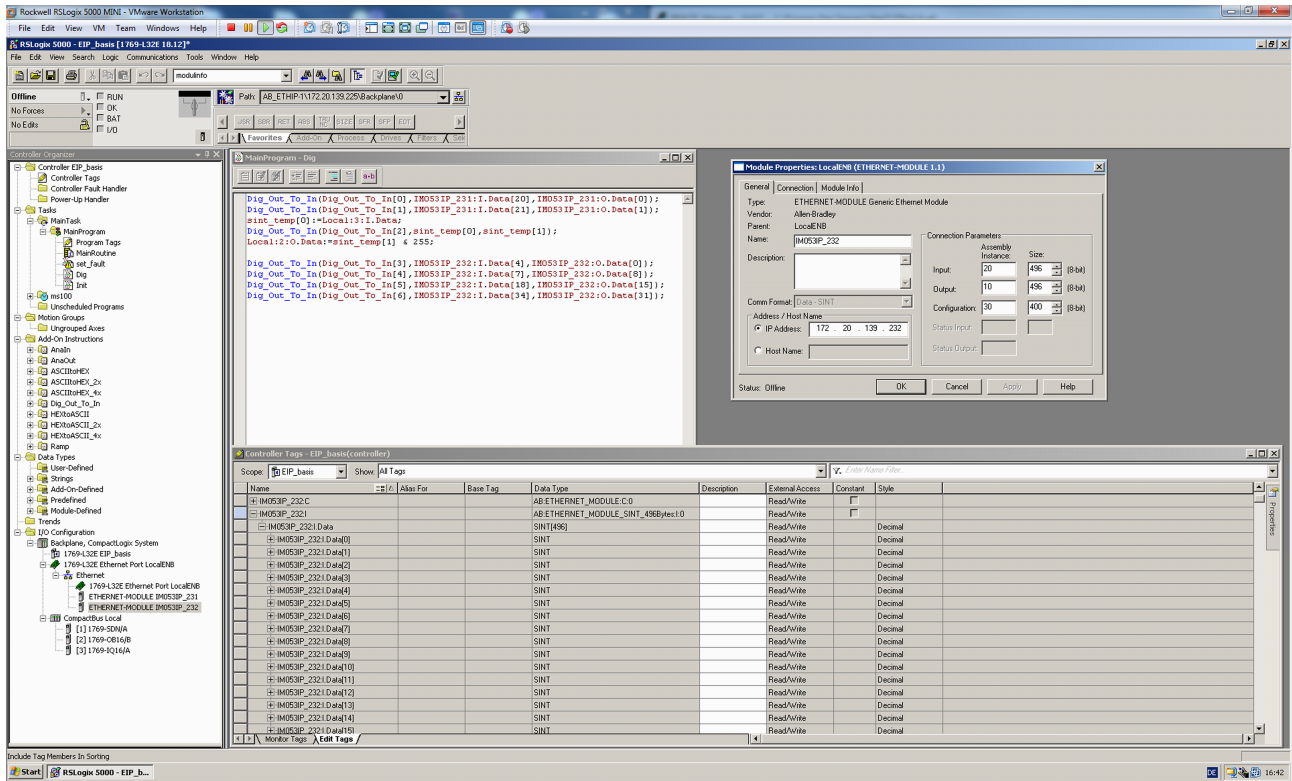 Rockwell RSLogix 5000 MINI - VMware Workstation
File Edit View VM Team Windows Help
RSLogix 5000 - EIP_basis [1769-L32E 18.12]*
File Edit View Search Logic Communications Tools Window Help
modulinfo
Offline RUN
No Forces OK
No Edits BAT
I/O
Path: AB_ETHIP-1\172.20.139.225\Backplane\0
JSR SBR RET ABS SIZE SFR SFP EOT
Favorites Add-On Process Drives Filters
Controller Organizer
Controller EIP_basis
Controller Tags
Controller Fault Handler
Power-Up Handler
Tasks
MainTask
MainProgram
Program Tags
MainRoutine
set_fault
Dig
Init
ms100
Unscheduled Programs
Motion Groups
Ungrouped Axes
Add-On Instructions
AnaIn
AnaOut
ASCIItoHEX
ASCIItoHEX_2x
ASCIItoHEX_4x
Dig_Out_To_In
HEXtoASCII
HEXtoASCII_2x
HEXtoASCII_4x
Ramp
Data Types
User-Defined
Strings
Add-On-Defined
Predefined
Module-Defined
Trends
I/O Configuration
Backplane, CompactLogix System
1769-L32E EIP_basis
1769-L32E Ethernet Port LocalENB
Ethernet
1769-L32E Ethernet Port LocalENB
ETHERNET-MODULE IM053IP_231
ETHERNET-MODULE IM053IP_232
CompactBus Local
[1] 1769-SDN/A
[2] 1769-OB16/B
[3] 1769-IQ16/A
MainProgram - Dig
Dig_Out_To_In(Dig_Out_To_In[0],IM053IP_231:I.Data[20],IM053IP_231:O.Data[0]);
Dig_Out_To_In(Dig_Out_To_In[1],IM053IP_231:I.Data[21],IM053IP_231:O.Data[1]);
sint_temp[0]:=Local:3:I.Data;
Dig_Out_To_In(Dig_Out_To_In[2],sint_temp[0],sint_temp[1]);
Local:2:O.Data:=sint_temp[1] & 255;
Dig_Out_To_In(Dig_Out_To_In[3],IM053IP_232:I.Data[4],IM053IP_232:O.Data[0]);
Dig_Out_To_In(Dig_Out_To_In[4],IM053IP_232:I.Data[7],IM053IP_232:O.Data[8]);
Dig_Out_To_In(Dig_Out_To_In[5],IM053IP_232:I.Data[18],IM053IP_232:O.Data[15]);
Dig_Out_To_In(Dig_Out_To_In[6],IM053IP_232:I.Data[34],IM053IP_232:O.Data[31]);
Module Properties: LocalENB (ETHERNET-MODULE 1.1)
General Connection Module Info
Type: ETHERNET-MODULE Generic Ethernet Module
Vendor: Allen-Bradley
Parent: LocalENB
Name: IM053IP_232
Description:
Comm Format: Data - SINT
Address / Host Name
IP Address: 172 . 20 . 139 . 232
Host Name:
Connection Parameters
Assembly Instance: Size:
Input: 20 496 (8-bit)
Output: 10 496 (8-bit)
Configuration: 30 400 (8-bit)
Status Input:
Status Output:
Status: Offline OK Cancel Apply Help
Controller Tags - EIP_basis(controller)
Scope: EIP_basis Show: All Tags Enter Name Filter...
Name Alias For Base Tag Data Type Description External Access Constant Style
IM053IP_232:C AB:ETHERNET_MODULE:C:0 Read/Write
IM053IP_232:I AB:ETHERNET_MODULE_SINT_496Bytes:I:0 Read/Write
IM053IP_232:I.Data SINT[496] Read/Write Decimal
IM053IP_232:I.Data[0] SINT Read/Write Decimal
IM053IP_232:I.Data[1] SINT Read/Write Decimal
IM053IP_232:I.Data[2] SINT Read/Write Decimal
IM053IP_232:I.Data[3] SINT Read/Write Decimal
IM053IP_232:I.Data[4] SINT Read/Write Decimal
IM053IP_232:I.Data[5] SINT Read/Write Decimal
IM053IP_232:I.Data[6] SINT Read/Write Decimal
IM053IP_232:I.Data[7] SINT Read/Write Decimal
IM053IP_232:I.Data[8] SINT Read/Write Decimal
IM053IP_232:I.Data[9] SINT Read/Write Decimal
IM053IP_232:I.Data[10] SINT Read/Write Decimal
IM053IP_232:I.Data[11] SINT Read/Write Decimal
IM053IP_232:I.Data[12] SINT Read/Write Decimal
IM053IP_232:I.Data[13] SINT Read/Write Decimal
IM053IP_232:I.Data[14] SINT Read/Write Decimal
IM053IP_232:I.Data[15] SINT Read/Write Decimal
Monitor Tags Edit Tags
Properties
Include Tag Members In Sorting
Start RSLogix 5000 - EIP_b... DE 16:42